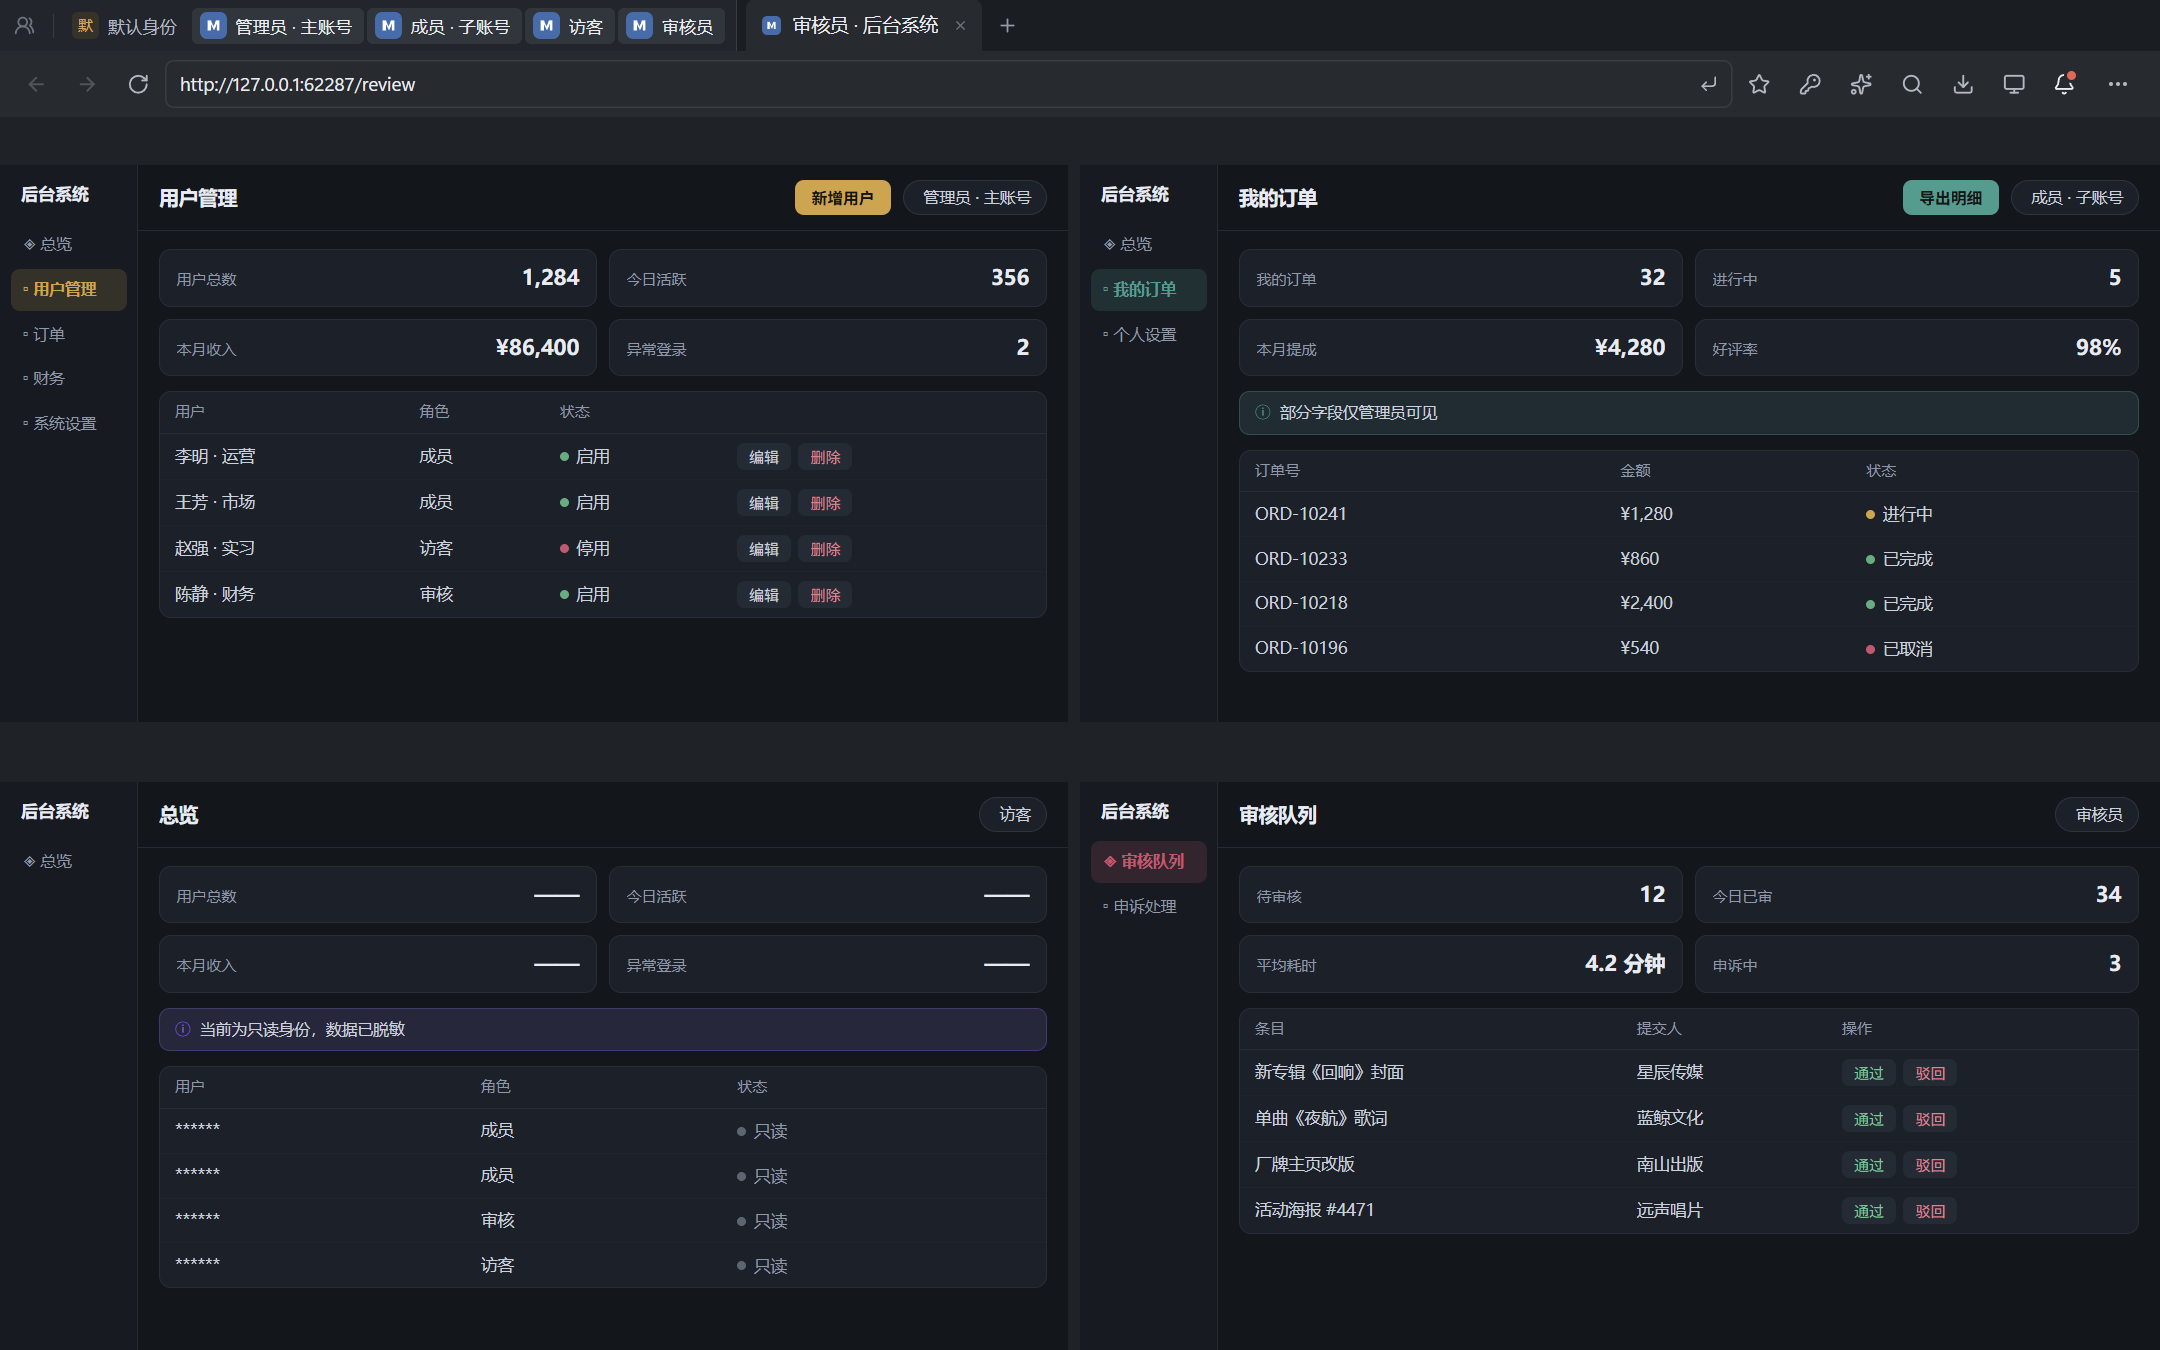 默 默认身份 M 管理员 · 主账号 M 成员 · 子账号 M 访客 M 审核员 M 审核员 · 后台系统
http://127.0.0.1:62287/review
后台系统
总览
用户管理
订单
财务
系统设置
用户管理 新增用户 管理员 · 主账号
用户总数 1,284 今日活跃 356
本月收入 ¥86,400 异常登录 2
用户 角色 状态
李明 · 运营 成员 启用 编辑 删除
王芳 · 市场 成员 启用 编辑 删除
赵强 · 实习 访客 停用 编辑 删除
陈静 · 财务 审核 启用 编辑 删除
后台系统
总览
我的订单
个人设置
我的订单 导出明细 成员 · 子账号
我的订单 32 进行中 5
本月提成 ¥4,280 好评率 98%
部分字段仅管理员可见
订单号 金额 状态
ORD-10241 ¥1,280 进行中
ORD-10233 ¥860 已完成
ORD-10218 ¥2,400 已完成
ORD-10196 ¥540 已取消
后台系统
总览
总览 访客
用户总数 —— 今日活跃 ——
本月收入 —— 异常登录 ——
当前为只读身份，数据已脱敏
用户 角色 状态
****** 成员 只读
****** 成员 只读
****** 审核 只读
****** 访客 只读
后台系统
审核队列
申诉处理
审核队列 审核员
待审核 12 今日已审 34
平均耗时 4.2 分钟 申诉中 3
条目 提交人 操作
新专辑《回响》封面 星辰传媒 通过 驳回
单曲《夜航》歌词 蓝鲸文化 通过 驳回
厂牌主页改版 南山出版 通过 驳回
活动海报 #4471 远声唱片 通过 驳回